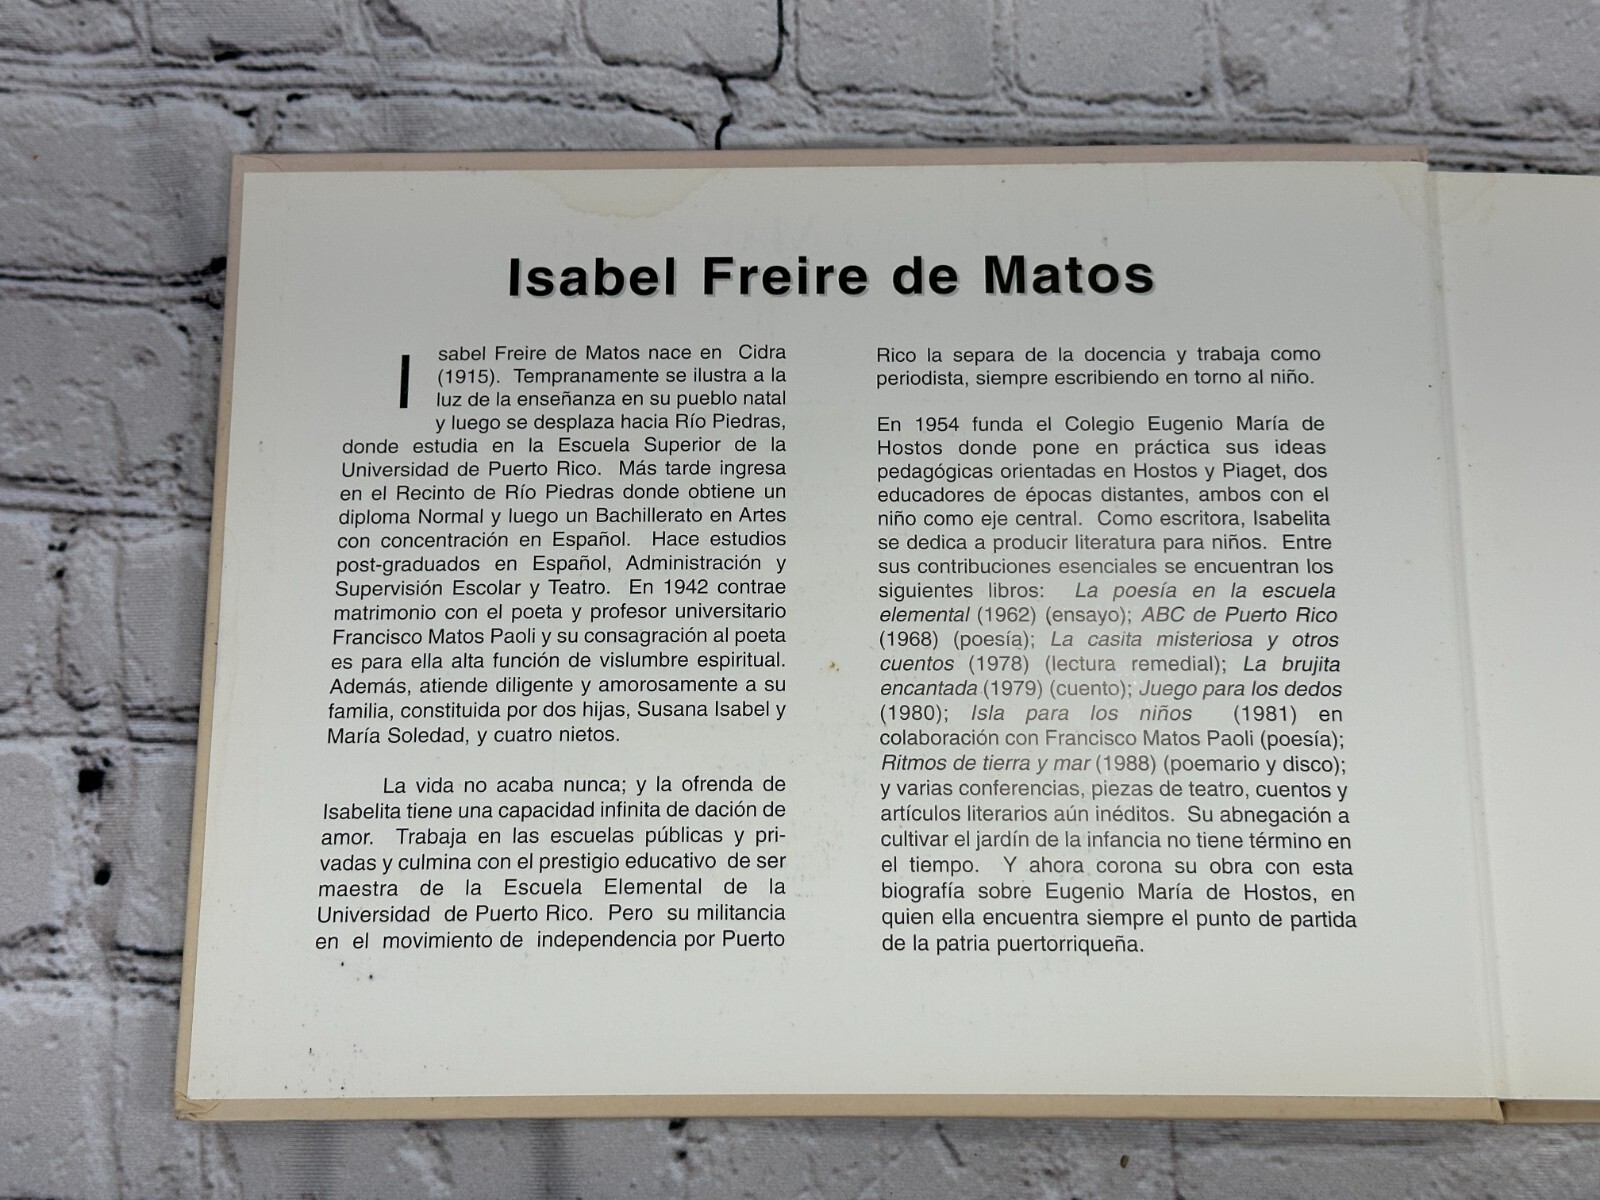 Isabel Freire de Matos
Isabel Freire de Matos nace en Cidra
(1915). Tempranamente se ilustra a la
luz de la enseñanza en su pueblo natal
y luego se desplaza hacia Río Piedras,
donde estudia en la Escuela Superior de la
Universidad de Puerto Rico. Más tarde ingresa
en el Recinto de Río Piedras donde obtiene un
diploma Normal y luego un Bachillerato en Artes
con concentración en Español. Hace estudios
post-graduados en Español, Administración y
Supervisión Escolar y Teatro. En 1942 contrae
matrimonio con el poeta y profesor universitario
Francisco Matos Paoli y su consagración al poeta
es para ella alta función de vislumbre espiritual.
Además, atiende diligente y amorosamente a su
familia, constituida por dos hijas, Susana Isabel y
María Soledad, y cuatro nietos.
La vida no acaba nunca; y la ofrenda de
Isabelita tiene una capacidad infinita de dación de
amor. Trabaja en las escuelas públicas y pri-
vadas y culmina con el prestigio educativo de ser
maestra de la Escuela Elemental de la
Universidad de Puerto Rico. Pero su militancia
en el movimiento de independencia por Puerto
Rico la separa de la docencia y trabaja como
periodista, siempre escribiendo en torno al niño.
En 1954 funda el Colegio Eugenio María de
Hostos donde pone en práctica sus ideas
pedagógicas orientadas en Hostos y Piaget, dos
educadores de épocas distantes, ambos con el
niño como eje central. Como escritora, Isabelita
se dedica a producir literatura para niños. Entre
sus contribuciones esenciales se encuentran los
siguientes libros: La poesía en la escuela
elemental (1962) (ensayo); ABC de Puerto Rico
(1968) (poesía); La casita misteriosa y otros
cuentos (1978) (lectura remedial); La brujita
encantada (1979) (cuento); Juego para los dedos
(1980); Isla para los niños (1981) en
colaboración con Francisco Matos Paoli (poesía);
Ritmos de tierra y mar (1988) (poemario y disco);
y varias conferencias, piezas de teatro, cuentos y
artículos literarios aún inéditos. Su abnegación a
cultivar el jardín de la infancia no tiene término en
el tiempo. Y ahora corona su obra con esta
biografía sobre Eugenio María de Hostos, en
quien ella encuentra siempre el punto de partida
de la patria puertorriqueña.